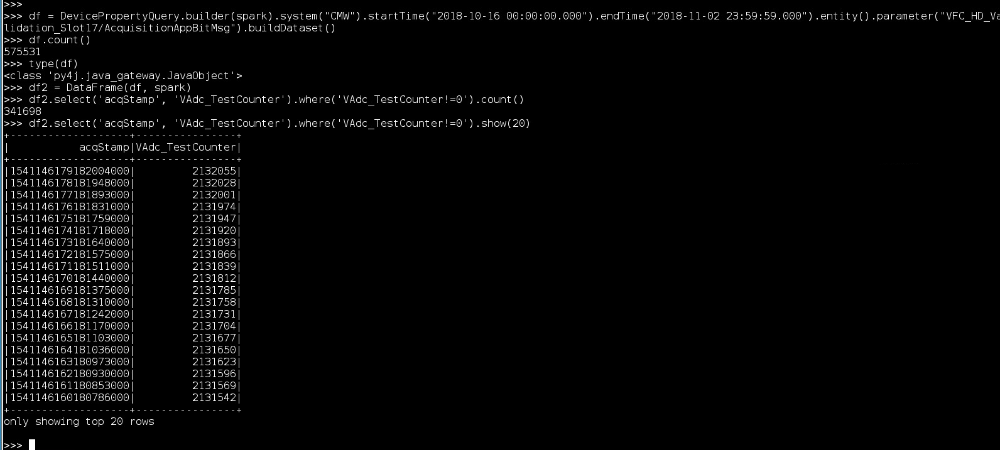 >>>
>>> df = DevicePropertyQuery.builder(spark).system("CMW").startTime("2018-10-16 00:00:00.000").endTime("2018-11-02 23:59:59.000").entity().parameter("VFC_HD_Va
lidation_Slot17/AcquisitionAppBitMsg").buildDataset()
>>> df.count()
575531
>>> type(df)
<class 'py4j.java_gateway.JavaObject'>
>>> df2 = DataFrame(df, spark)
>>> df2.select('acqStamp', 'VAdc_TestCounter').where('VAdc_TestCounter!=0').count()
341698
>>> df2.select('acqStamp', 'VAdc_TestCounter').where('VAdc_TestCounter!=0').show(20)
+-------------------+----------------+
|           acqStamp|VAdc_TestCounter|
+-------------------+----------------+
|1541146179182004000|         2132055|
|1541146178181948000|         2132028|
|1541146177181893000|         2132001|
|1541146176181831000|         2131974|
|1541146175181759000|         2131947|
|1541146174181718000|         2131920|
|1541146173181640000|         2131893|
|1541146172181575000|         2131866|
|1541146171181511000|         2131839|
|1541146170181440000|         2131812|
|1541146169181375000|         2131785|
|1541146168181310000|         2131758|
|1541146167181242000|         2131731|
|1541146166181170000|         2131704|
|1541146165181103000|         2131677|
|1541146164181036000|         2131650|
|1541146163180973000|         2131623|
|1541146162180930000|         2131596|
|1541146161180853000|         2131569|
|1541146160180786000|         2131542|
+-------------------+----------------+
only showing top 20 rows
>>>